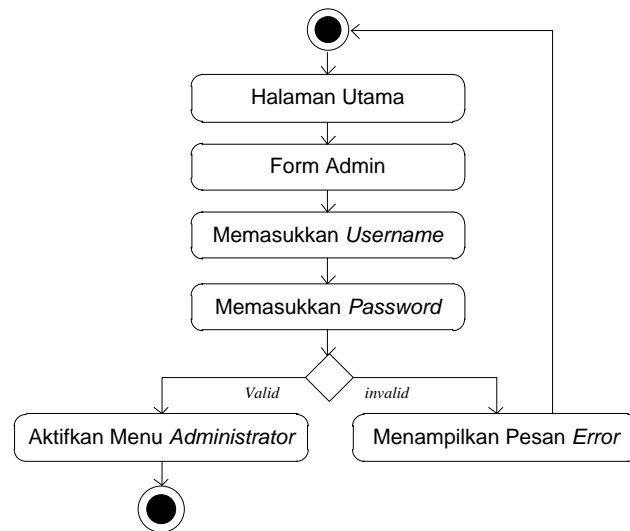 Halaman Utama
Form Admin
Memasukkan Username
Memasukkan Password
Valid
invalid
Aktifkan Menu Administrator
Menampilkan Pesan Error